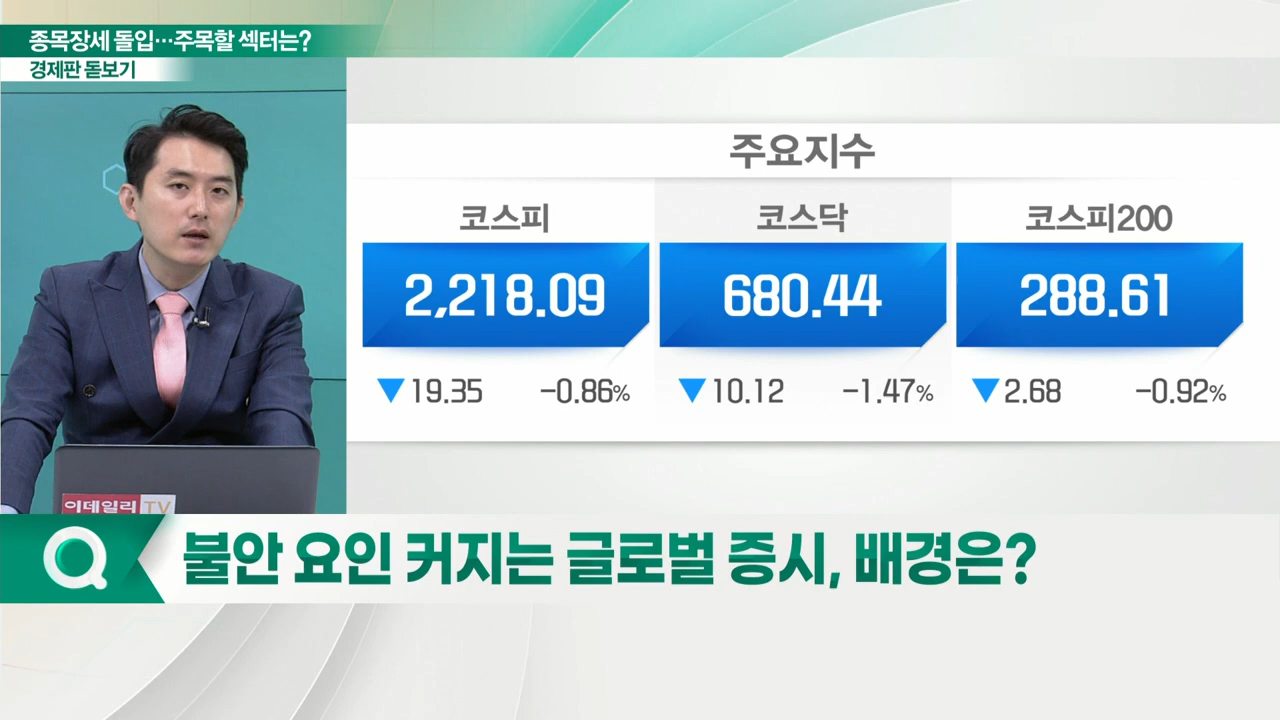 종목장세 돌입…주목할 섹터는?
경제판 돋보기
주요지수
코스피
코스닥
코스피200
2,218.09
680.44
288.61
▼19.35 -0.86%
▼10.12 -1.47%
▼2.68 -0.92%
이데일리 TV
Q 불안 요인 커지는 글로벌 증시, 배경은?